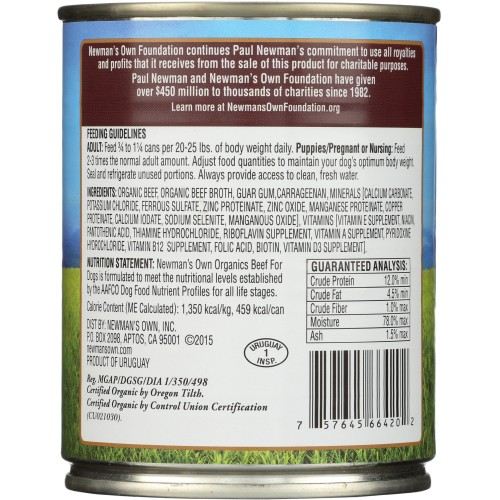 Newman's Own Foundation continues Paul Newman's commitment to use all royalties
and profits that it receives from the sale of this product for charitable purposes.
Paul Newman and Newman's Own Foundation have given
over $450 million to thousands of charities since 1982.
Learn more at NewmansOwnFoundation.org
FEEDING GUIDELINES
ADULT: Feed ¾ to 1¼ cans per 20-25 lbs. of body weight daily. Puppies/Pregnant or Nursing: Feed
2-3 times the normal adult amount. Adjust food quantities to maintain your dog's optimum body weight.
Seal and refrigerate unused portions. Always provide access to clean, fresh water.
INGREDIENTS: ORGANIC BEEF, ORGANIC BEEF BROTH, GUAR GUM, CARRAGEENAN, MINERALS [CALCIUM CARBONATE,
POTASSIUM CHLORIDE, FERROUS SULFATE, ZINC PROTEINATE, ZINC OXIDE, MANGANESE PROTEINATE, COPPER
PROTEINATE, CALCIUM IODATE, SODIUM SELENITE, MANGANOUS OXIDE], VITAMINS [VITAMIN E SUPPLEMENT, NIACIN,
PANTOTHENIC ACID, THIAMINE HYDROCHLORIDE, RIBOFLAVIN SUPPLEMENT, VITAMIN A SUPPLEMENT, PYRIDOXINE
HYDROCHLORIDE, VITAMIN B12 SUPPLEMENT, FOLIC ACID, BIOTIN, VITAMIN D3 SUPPLEMENT].
NUTRITION STATEMENT: Newman's Own Organics Beef For
Dogs is formulated to meet the nutritional levels established
by the AAFCO Dog Food Nutrient Profiles for all life stages.
Calorie Content (ME Calculated): 1,350 kcal/kg, 459 kcal/can
DIST BY: NEWMAN'S OWN, INC.
P.O. BOX 2098, APTOS, CA 95001 ©2015
newmansown.com
PRODUCT OF URUGUAY
Reg. MGAP/DGSG/DIA 1/350/498
Certified Organic by Oregon Tilth.
Certified Organic by Control Union Certification
(CU021030).
URUGUAY
1
INSP.
GUARANTEED ANALYSIS:
Crude Protein 12.0% min
Crude Fat 4.5% min
Crude Fiber 1.0% max
Moisture 78.0% max
Ash 1.5% max
7 57645 66420 2